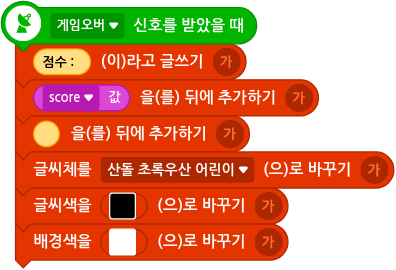 게임오버 신호를 받았을 때
점수 : (이)라고 글쓰기 가
score 값 을(를) 뒤에 추가하기 가
을(를) 뒤에 추가하기 가
글씨체를 산돌 초록우산 어린이 (으)로 바꾸기 가
글씨색을 (으)로 바꾸기 가
배경색을 (으)로 바꾸기 가